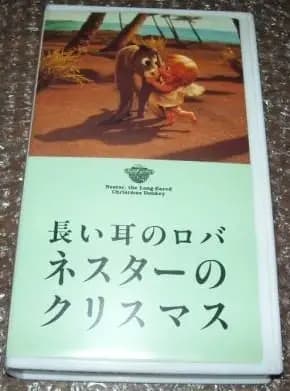 Nestor, the Long-Eared
Christmas Donkey
長い耳のロバ
ネスターの
クリスマス